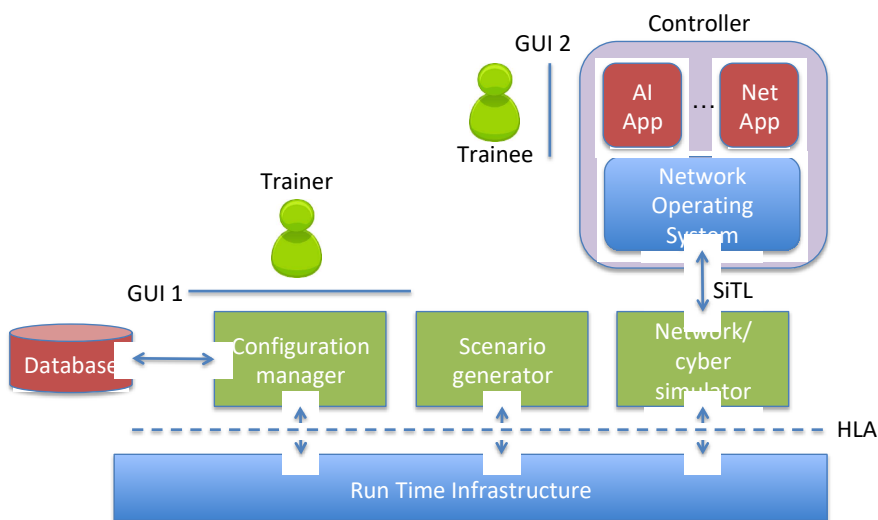 Controller
GUI 2
AI
App
...
Net
App
Trainee
Network
Operating
System
Trainer
SiTL
GUI 1
Database
Configuration
manager
Scenario
generator
Network/
cyber
simulator
HLA
Run Time Infrastructure